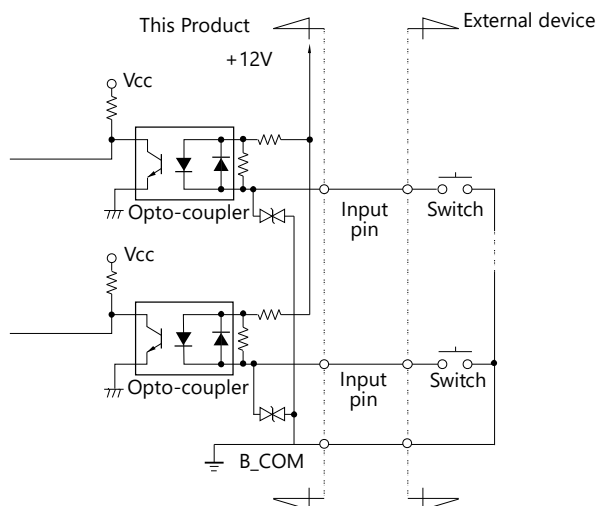 This Product
External device
+12V
Vcc
Opto-coupler
Input
pin
Switch
Vcc
Opto-coupler
Input
pin
Switch
B_COM